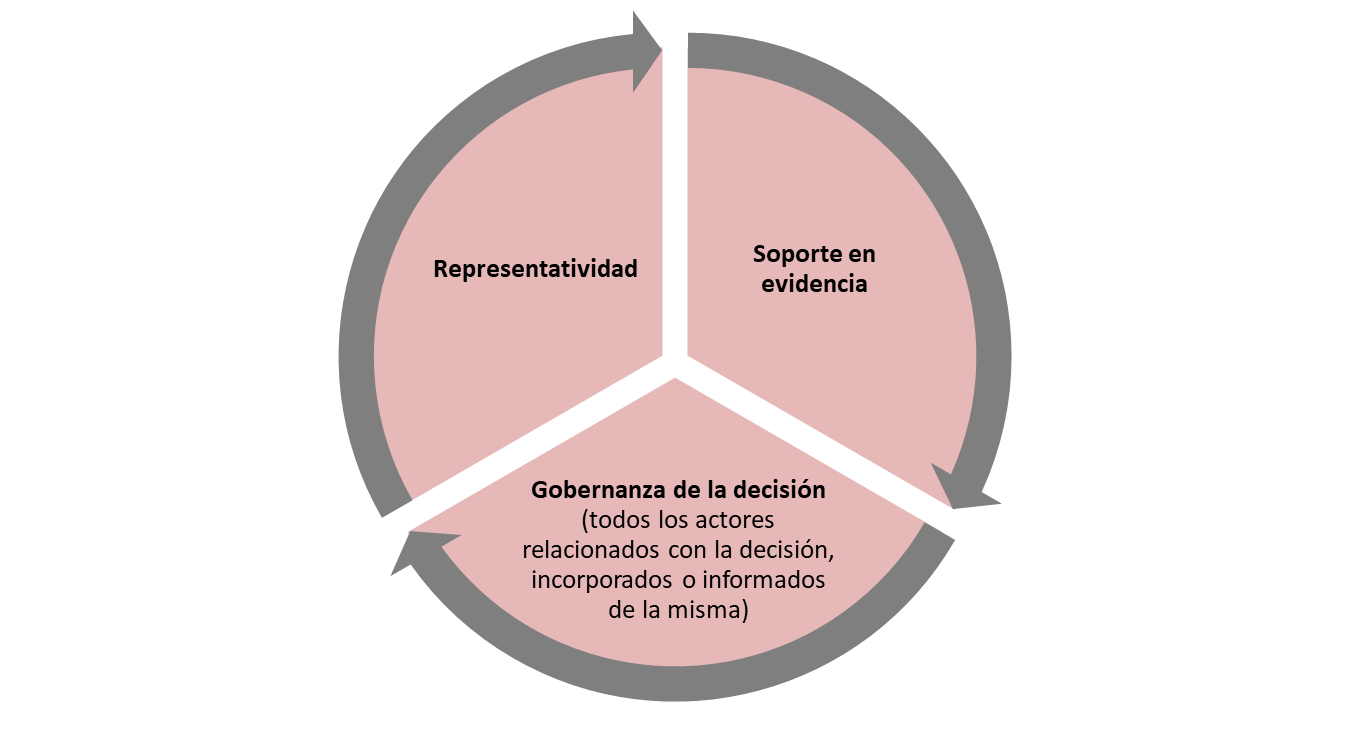 Representatividad
Soporte en
evidencia
Gobernanza de la decisión
(todos los actores
relacionados con la decisión,
incorporados o informados
de la misma)